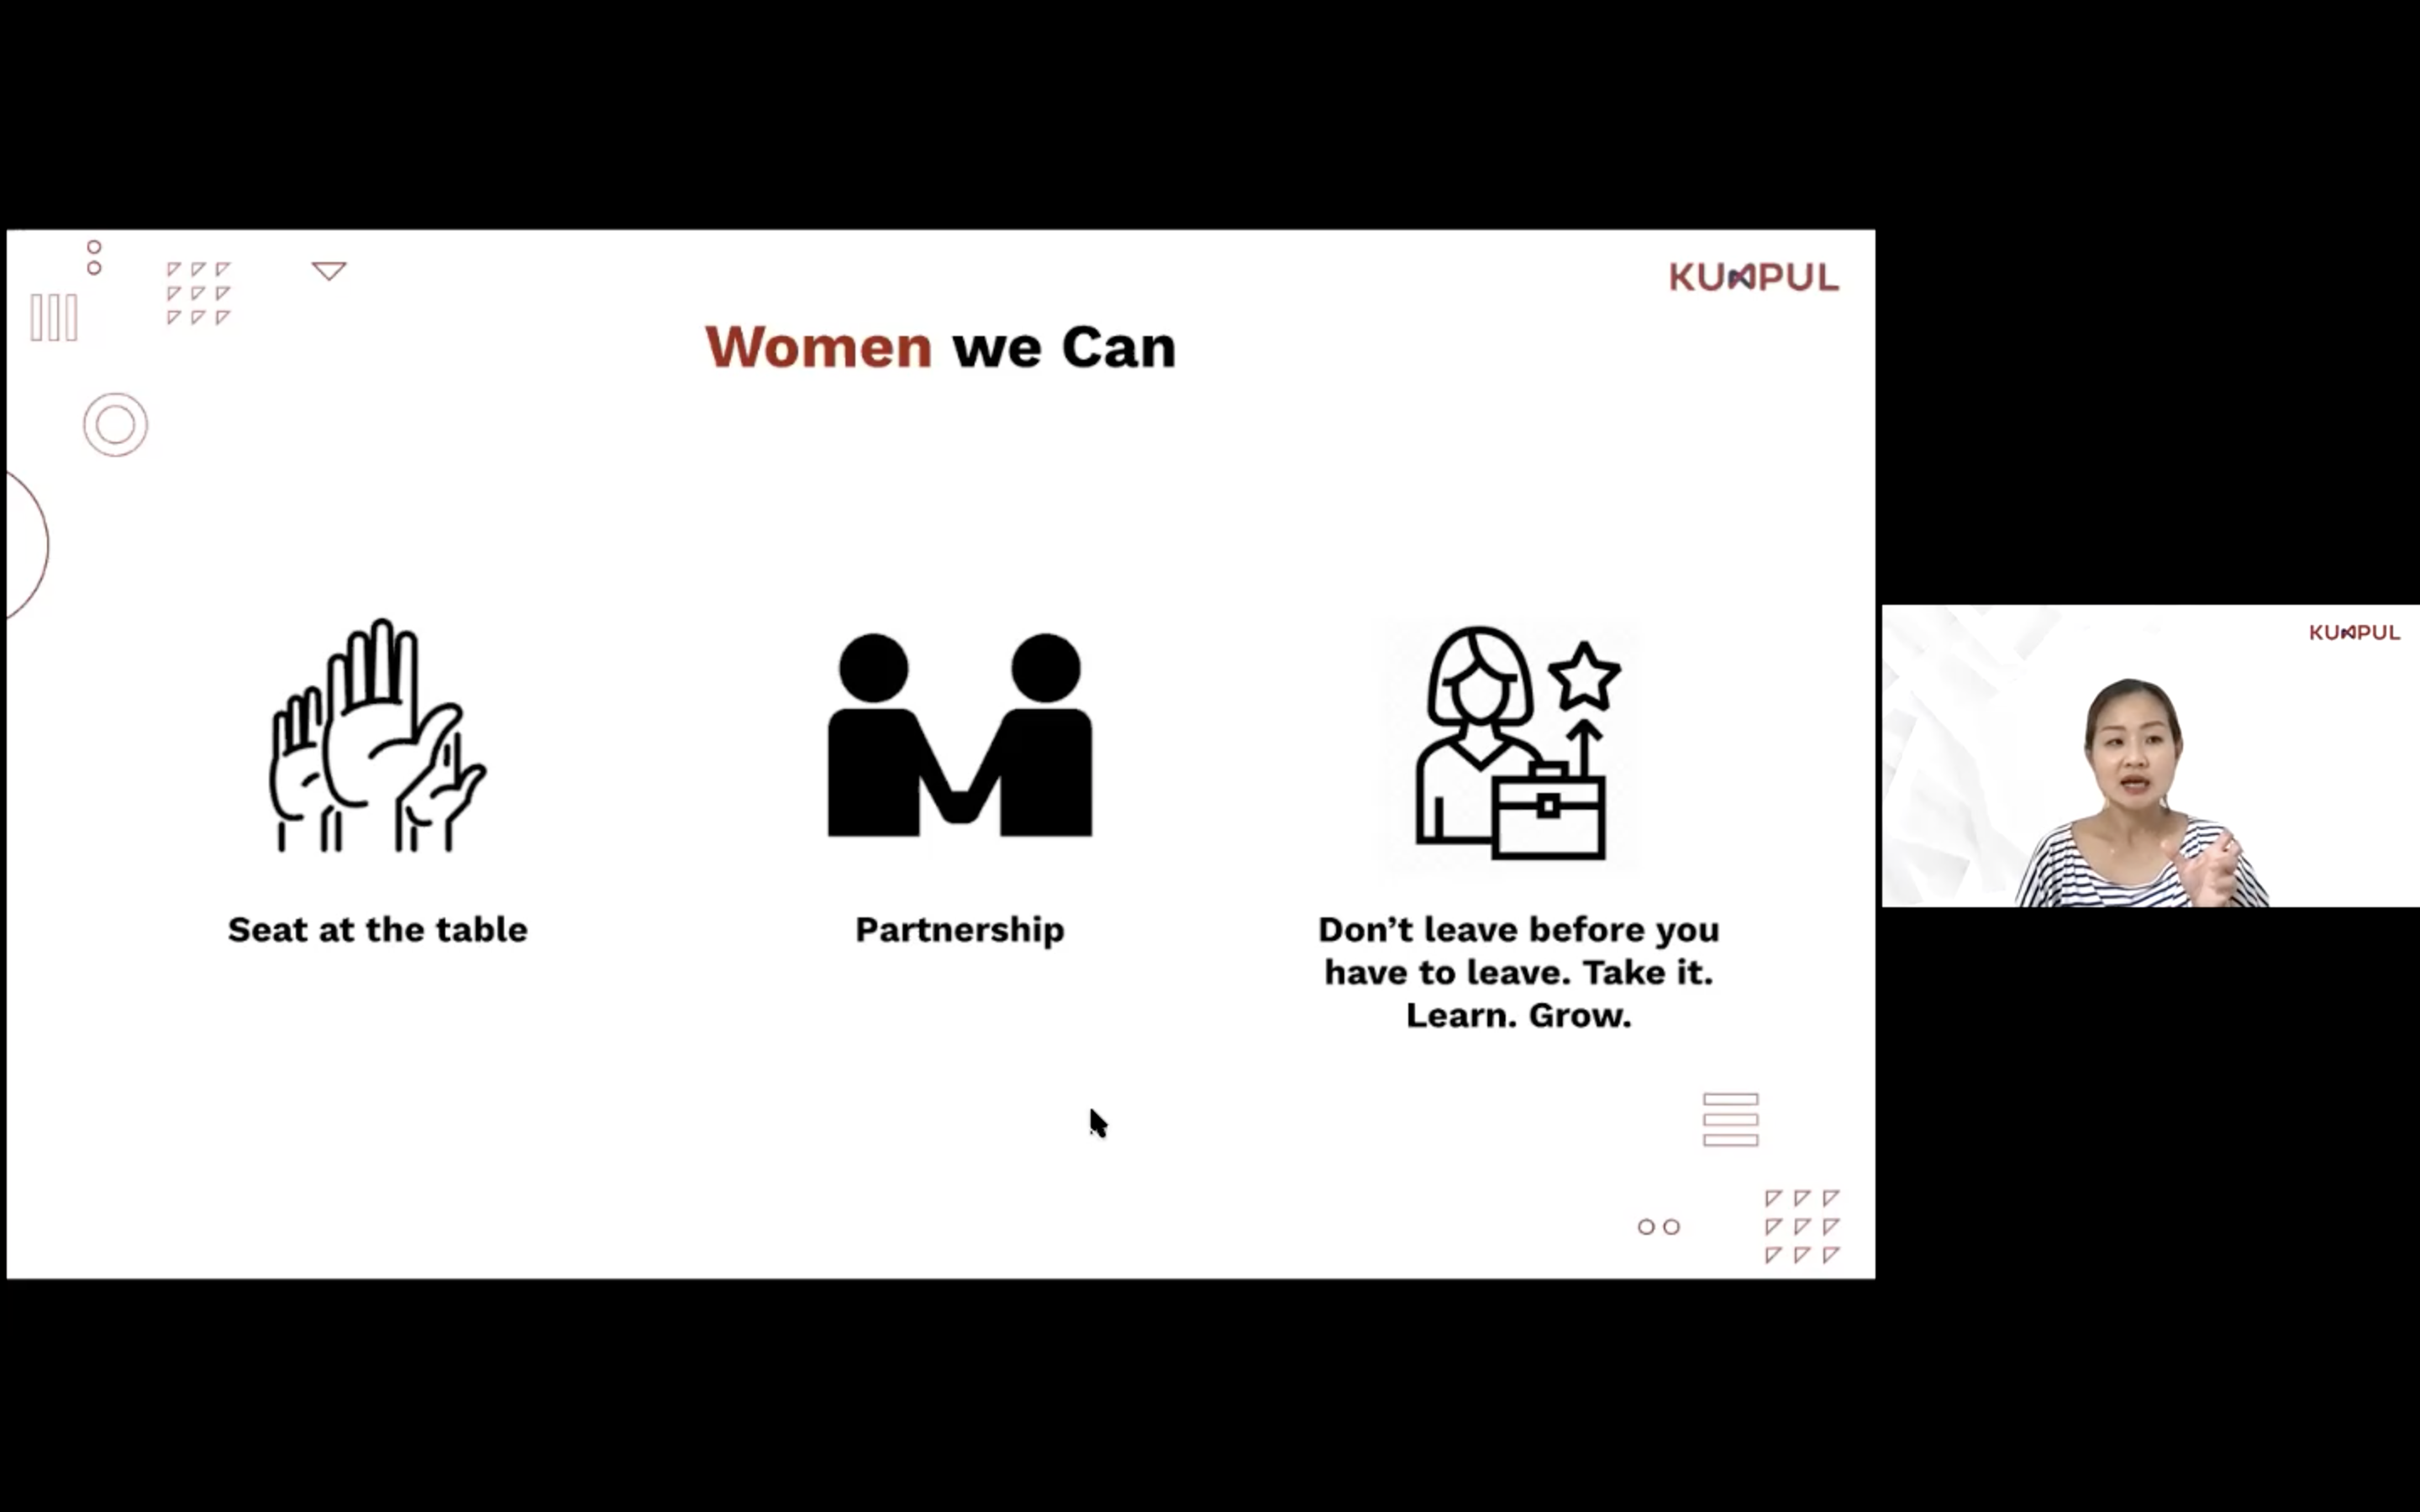 KUMPUL
Women we Can
KUMPUL
Seat at the table
Partnership
Don’t leave before you
have to leave. Take it.
Learn. Grow.